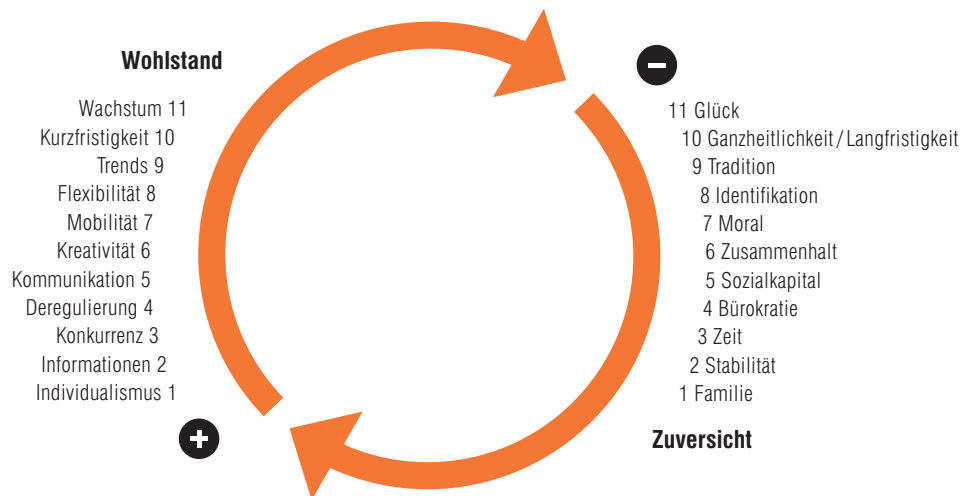 Wohlstand
Wachstum 11
Kurzfristigkeit 10
Trends 9
Flexibilität 8
Mobilität 7
Kreativität 6
Kommunikation 5
Deregulierung 4
Konkurrenz 3
Informationen 2
Individualismus 1
+
−
11 Glück
10 Ganzheitlichkeit / Langfristigkeit
9 Tradition
8 Identifikation
7 Moral
6 Zusammenhalt
5 Sozialkapital
4 Bürokratie
3 Zeit
2 Stabilität
1 Familie
Zuversicht